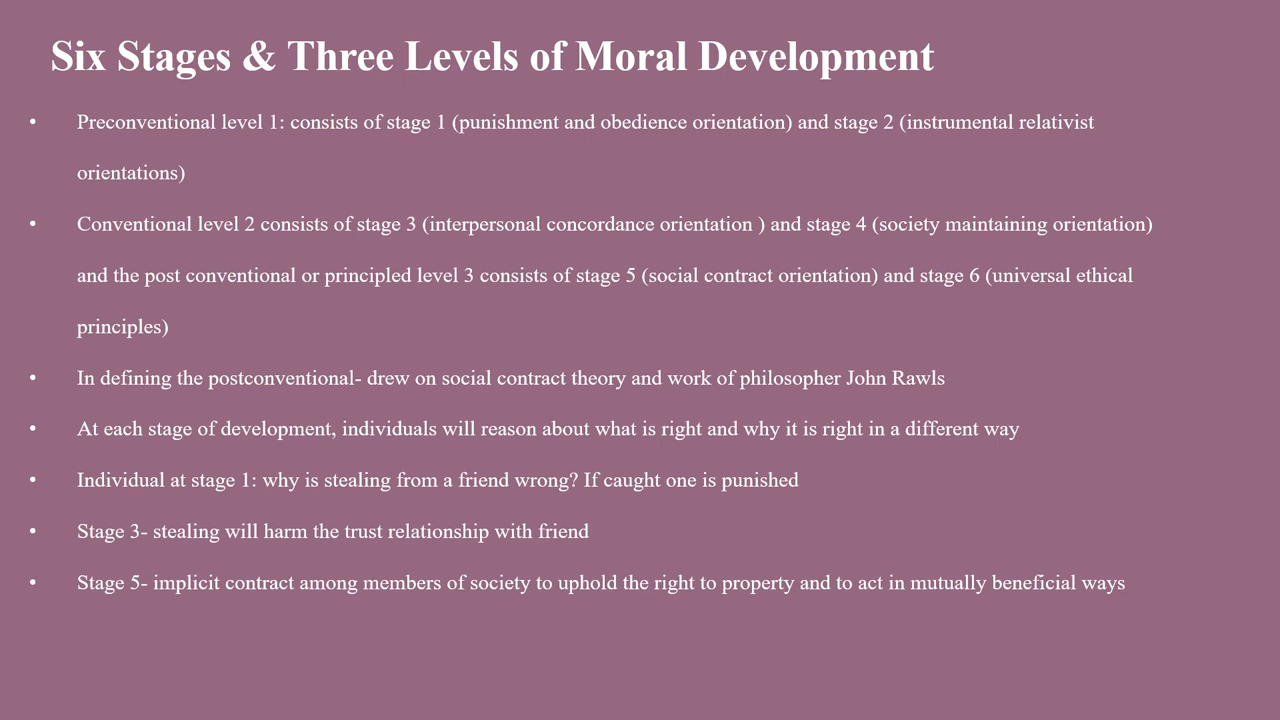 Six Stages & Three Levels of Moral Development
• Preconventional level 1: consists of stage 1 (punishment and obedience orientation) and stage 2 (instrumental relativist
orientations)
• Conventional level 2 consists of stage 3 (interpersonal concordance orientation ) and stage 4 (society maintaining orientation)
and the post conventional or principled level 3 consists of stage 5 (social contract orientation) and stage 6 (universal ethical
principles)
• In defining the postconventional- drew on social contract theory and work of philosopher John Rawls
• At each stage of development, individuals will reason about what is right and why it is right in a different way
• Individual at stage 1: why is stealing from a friend wrong? If caught one is punished
• Stage 3- stealing will harm the trust relationship with friend
• Stage 5- implicit contract among members of society to uphold the right to property and to act in mutually beneficial ways